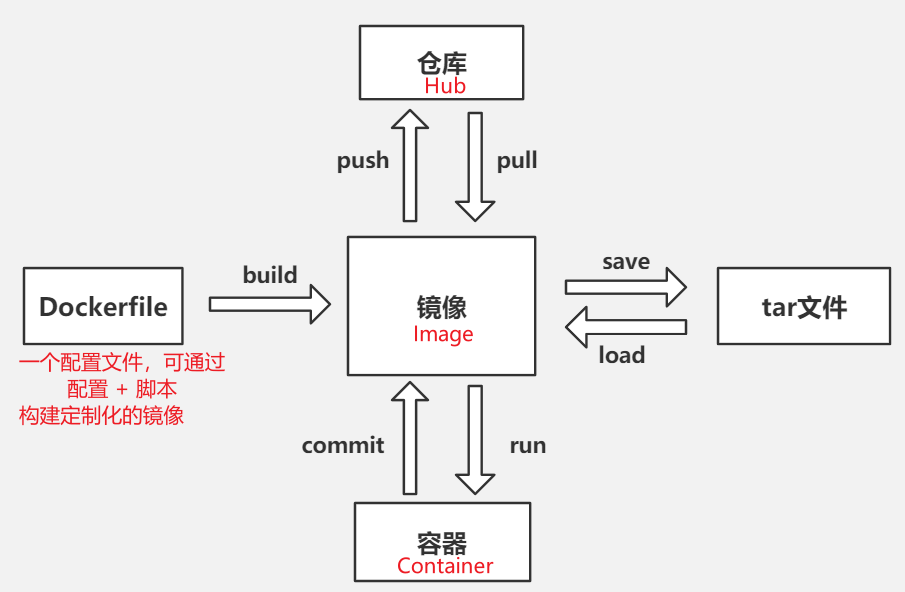 仓库
Hub
push
pull
build
save
Dockerfile
镜像
Image
tar文件
load
一个配置文件，可通过
配置 + 脚本
构建定制化的镜像
commit
run
容器
Container